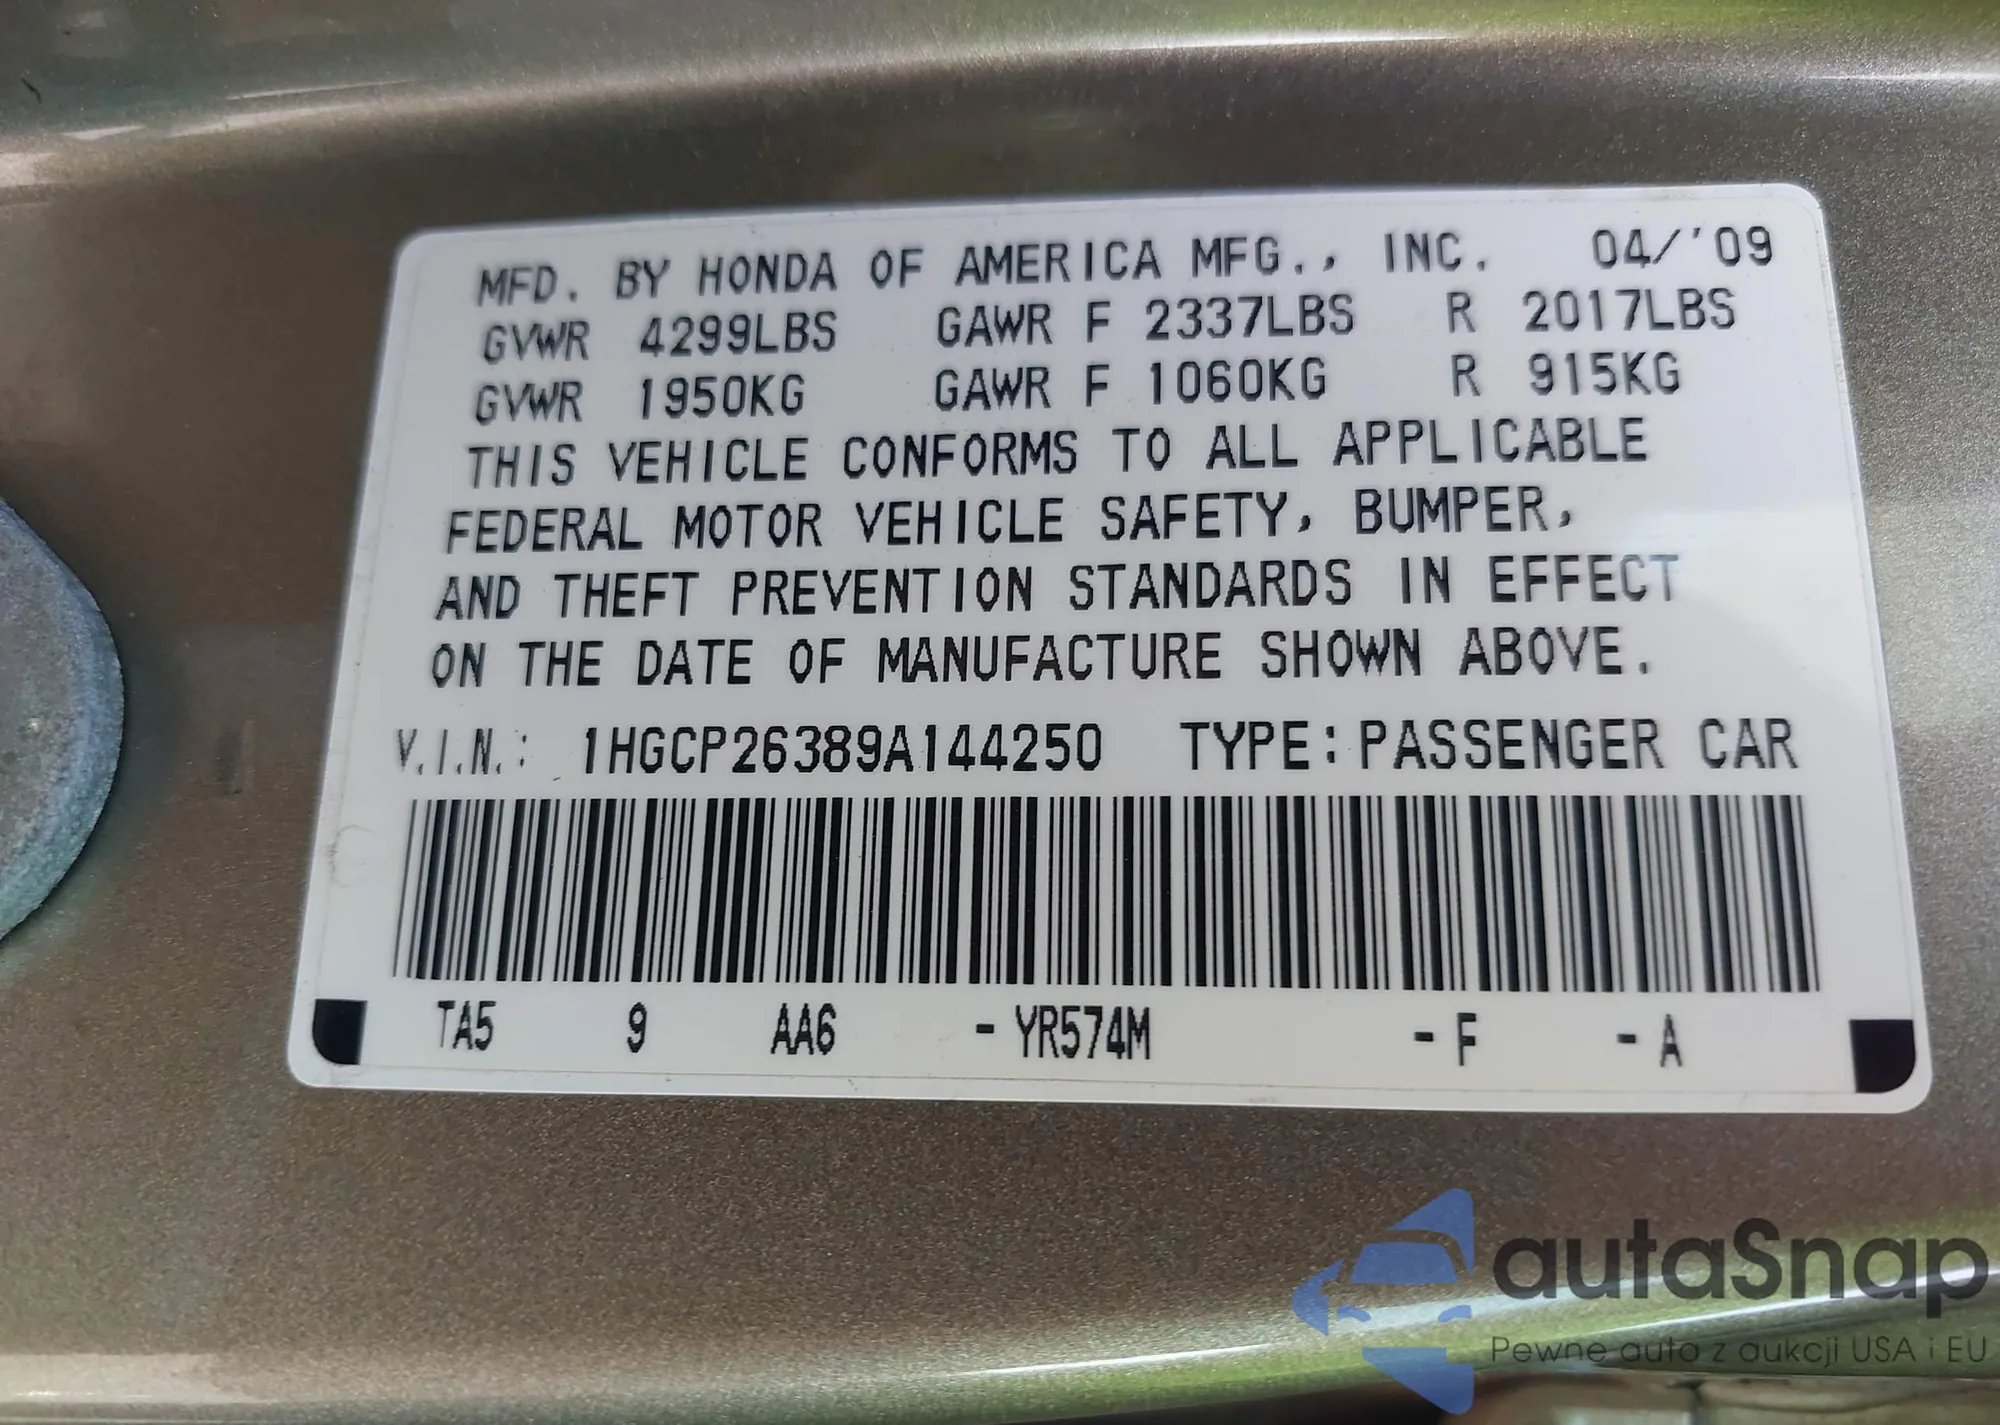 MFD. BY HONDA OF AMERICA MFG., INC. 04/'09
GVWR 4299LBS GAWR F 2337LBS R 2017LBS
GVWR 1950KG GAWR F 1060KG R 915KG
THIS VEHICLE CONFORMS TO ALL APPLICABLE
FEDERAL MOTOR VEHICLE SAFETY, BUMPER,
AND THEFT PREVENTION STANDARDS IN EFFECT
ON THE DATE OF MANUFACTURE SHOWN ABOVE.
V.I.N.: 1HGCP26389A144250 TYPE: PASSENGER CAR
TA5 9 AA6 - YR574M - F - A
autaSnap
Pewne auto z aukcji USA i EU